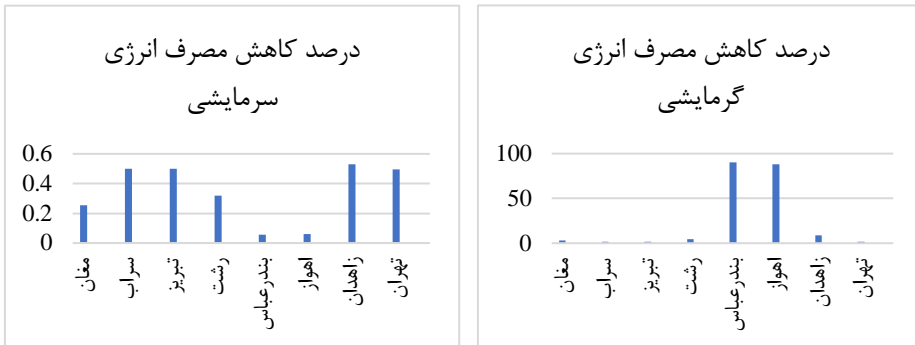 درصد کاهش مصرف انرژی
گرمایشی
100
50
0
مغان
سراب
تبریز
رشت
بندرعباس
اهواز
زاهدان
تهران
درصد کاهش مصرف انرژی
سرمایشی
0.6
0.4
0.2
0
مغان
سراب
تبریز
رشت
بندرعباس
اهواز
زاهدان
تهران